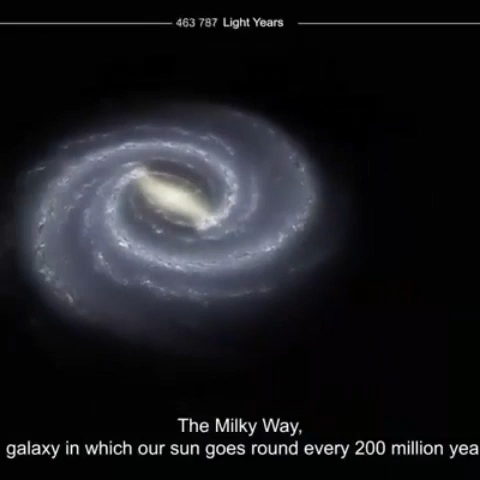 463 787 Light Years
The Milky Way,
galaxy in which our sun goes round every 200 million yea